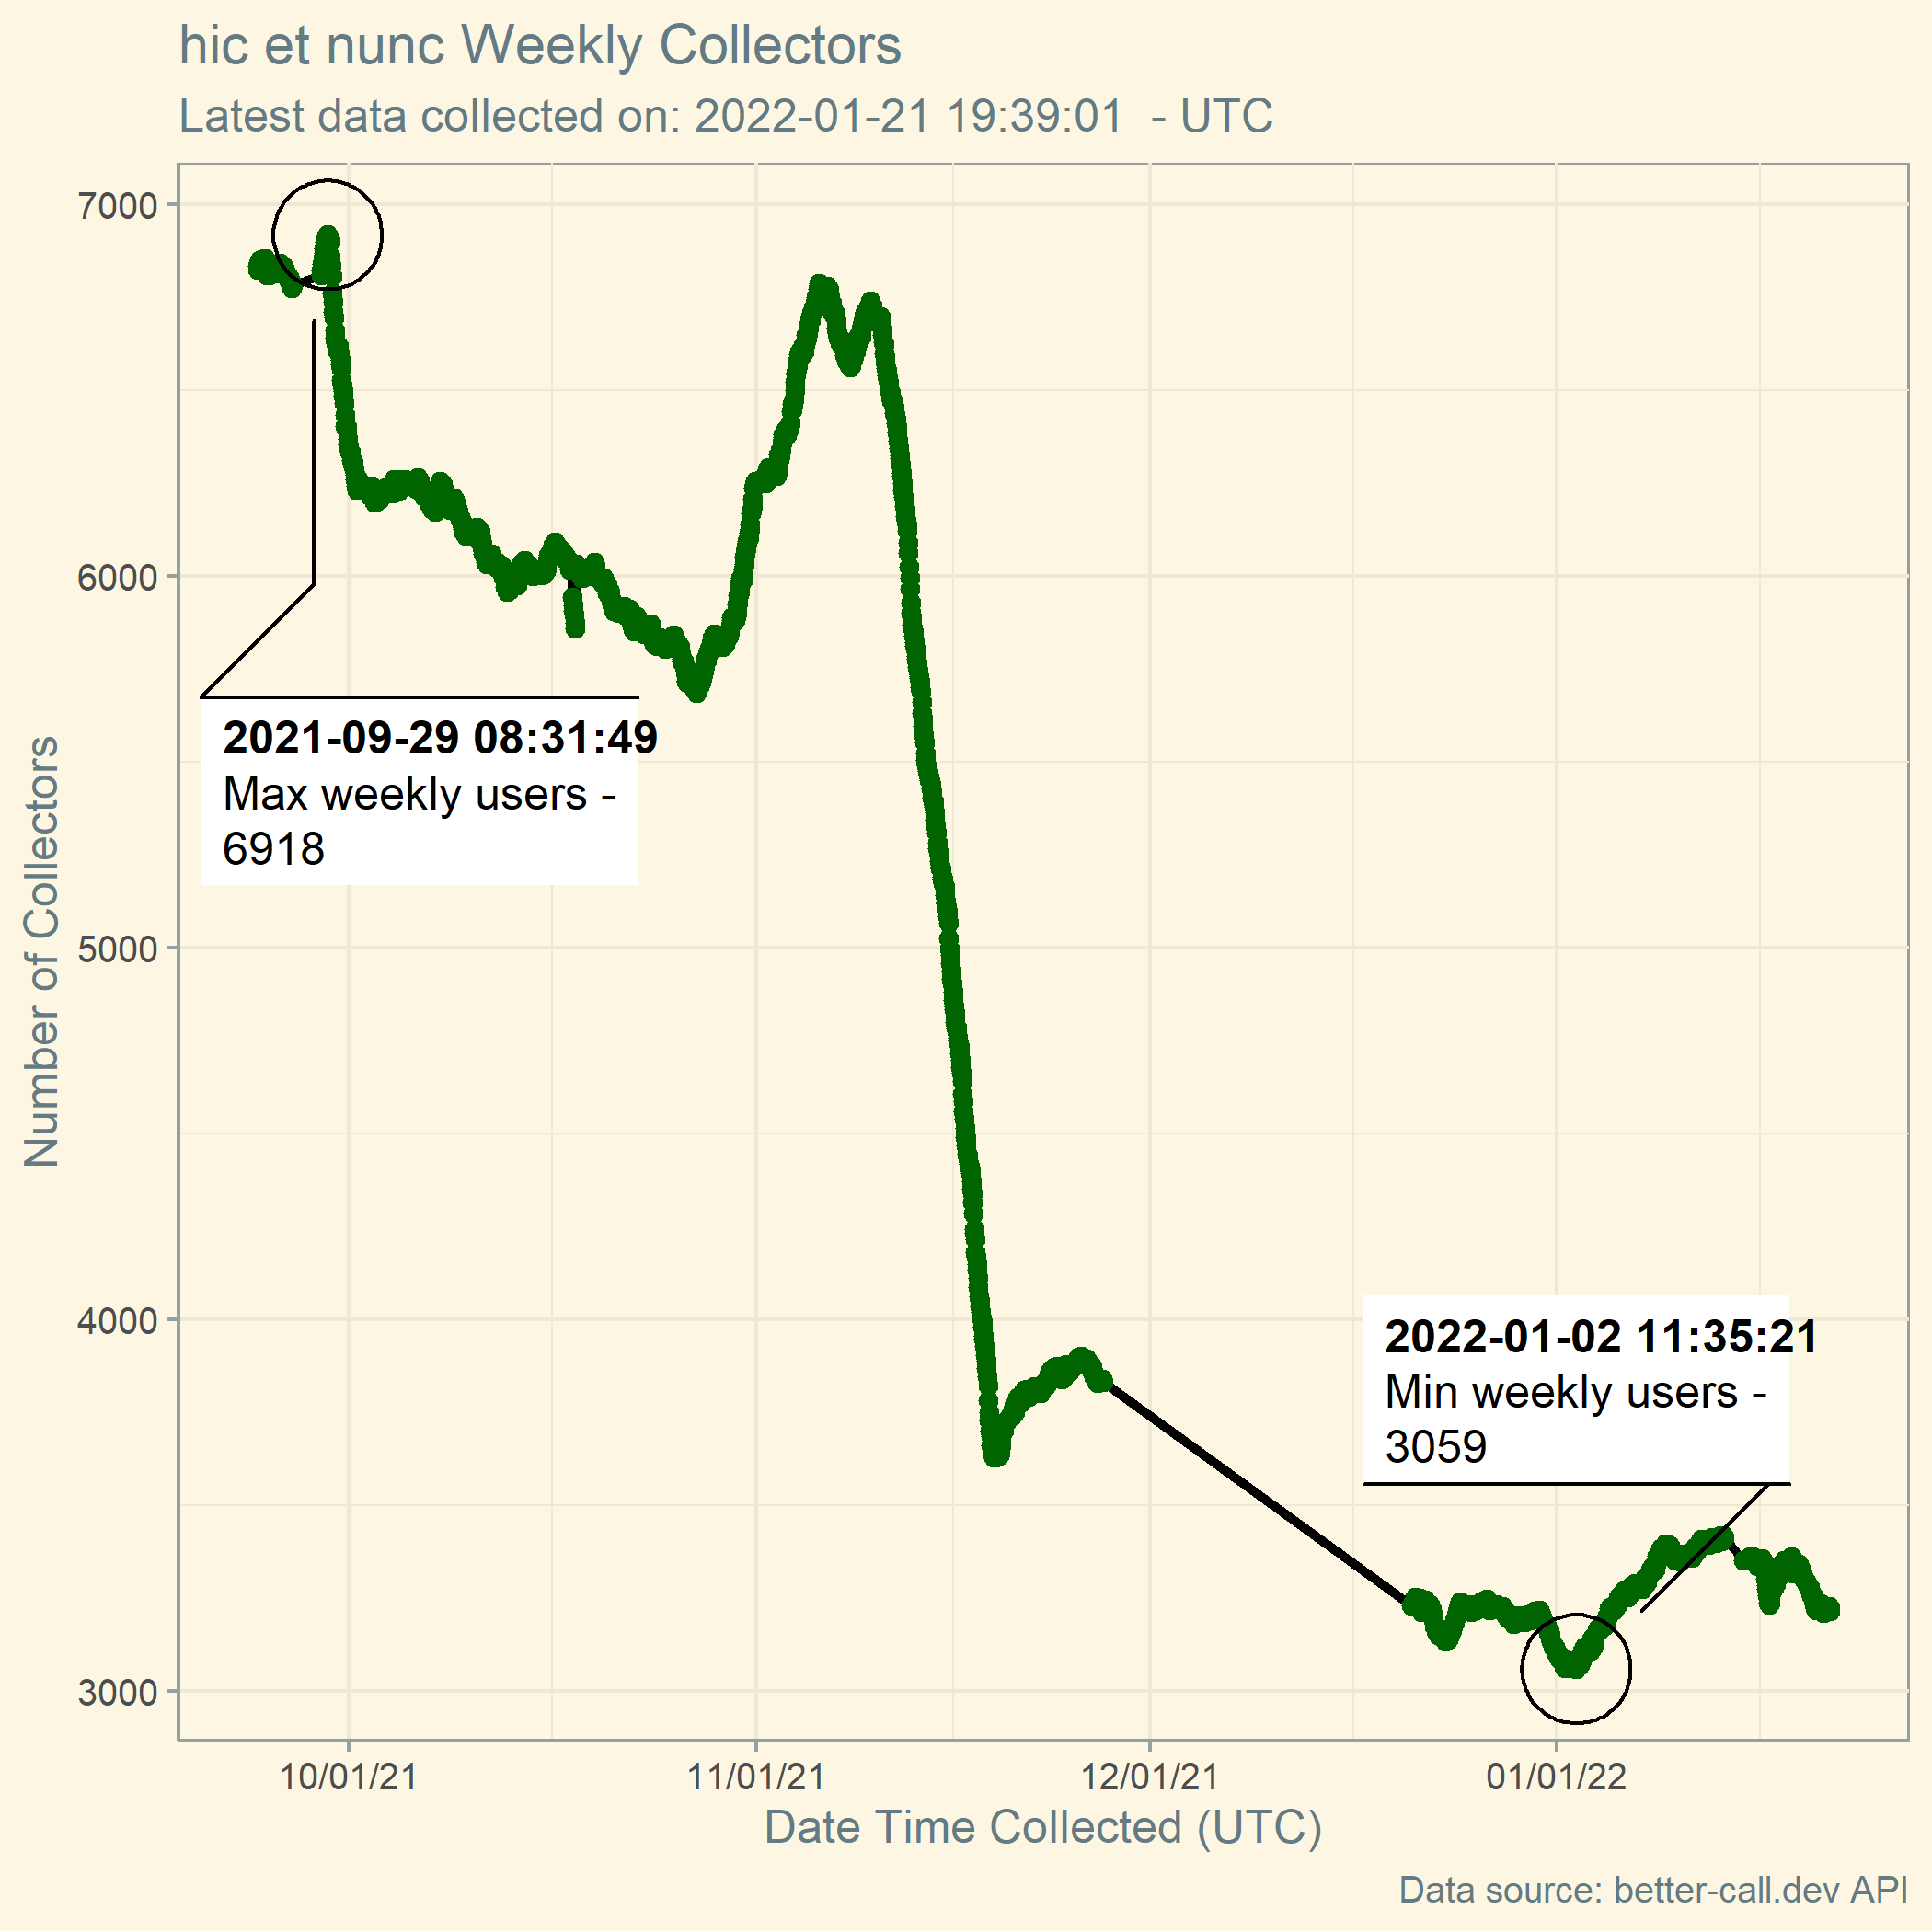 hic et nunc Weekly Collectors
Latest data collected on: 2022-01-21 19:39:01  - UTC
Number of Collectors
7000
6000
5000
4000
3000
2021-09-29 08:31:49
Max weekly users -
6918
2022-01-02 11:35:21
Min weekly users -
3059
10/01/21
11/01/21
12/01/21
01/01/22
Date Time Collected (UTC)
Data source: better-call.dev API